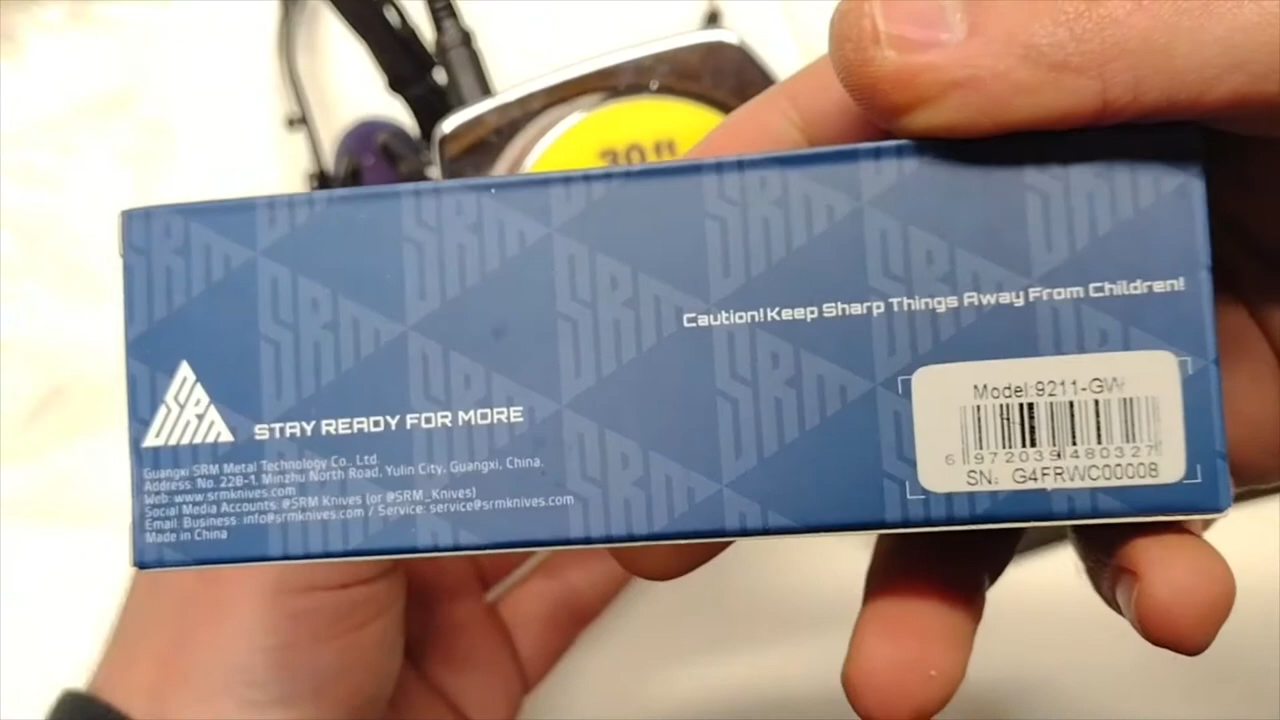 30 ft
Caution! Keep Sharp Things Away From Children!
SRM
STAY READY FOR MORE
Guangxi SRM Metal Technology Co., Ltd.
Address: No. 228-1, Minzhu North Road, Yulin City, Guangxi, China.
Web: www.srmknives.com
Social Media Accounts: @SRM Knives (or @SRM_Knives)
Email: Business: info@srmknives.com / Service: service@srmknives.com
Made in China
Model:9211-GW
6 972039 480327
SN: G4FRWC00008